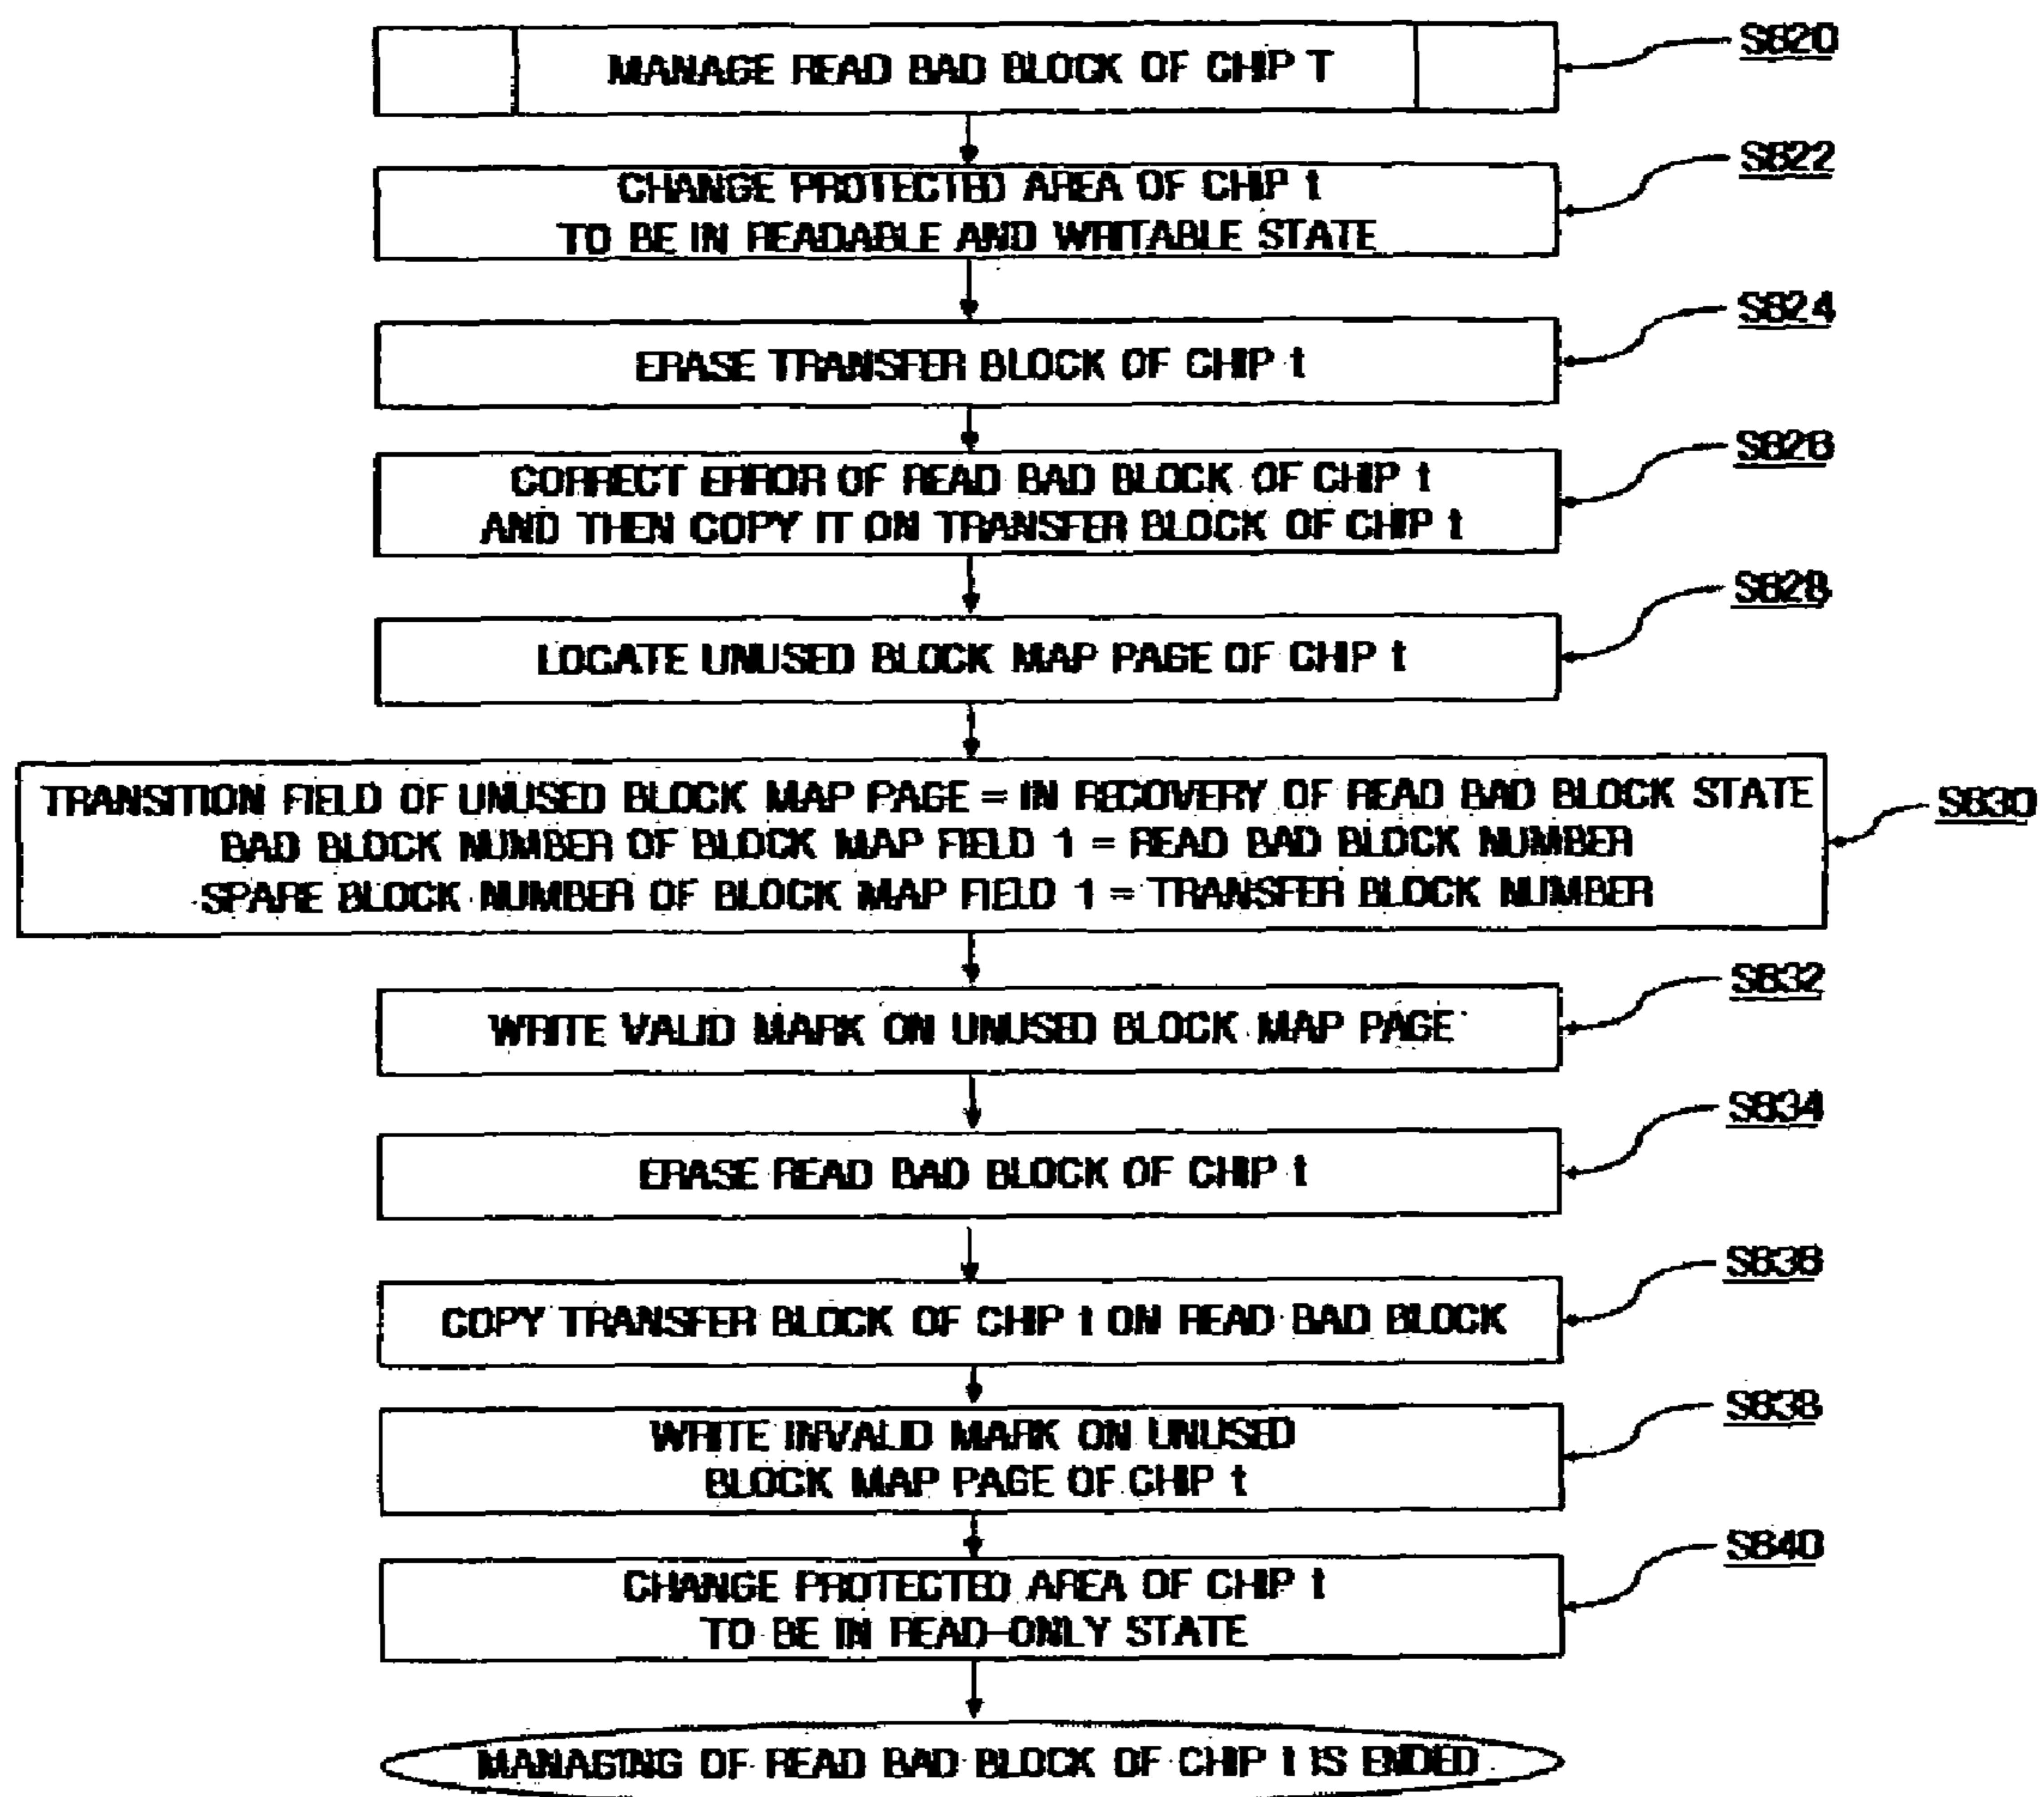 MANAGE READ BAD BLOCK OF CHIP T
S820
CHANGE PROTECTED AREA OF CHIP t
TO BE IN READABLE AND WRITABLE STATE
S822
ERASE TRANSFER BLOCK OF CHIP t
S824
CORRECT ERROR OF READ BAD BLOCK OF CHIP t
AND THEN COPY IT ON TRANSFER BLOCK OF CHIP t
S826
LOCATE UNUSED BLOCK MAP PAGE OF CHIP t
S828
TRANSITION FIELD OF UNUSED BLOCK MAP PAGE = IN RECOVERY OF READ BAD BLOCK STATE
BAD BLOCK NUMBER OF BLOCK MAP FIELD 1 = READ BAD BLOCK NUMBER
SPARE BLOCK NUMBER OF BLOCK MAP FIELD 1 = TRANSFER BLOCK NUMBER
S830
WRITE VALID MARK ON UNUSED BLOCK MAP PAGE
S832
ERASE READ BAD BLOCK OF CHIP t
S834
COPY TRANSFER BLOCK OF CHIP t ON READ BAD BLOCK
S836
WRITE INVALID MARK ON UNUSED
BLOCK MAP PAGE OF CHIP t
S838
CHANGE PROTECTED AREA OF CHIP t
TO BE IN READ-ONLY STATE
S840
MANAGING OF READ BAD BLOCK OF CHIP t IS ENDED